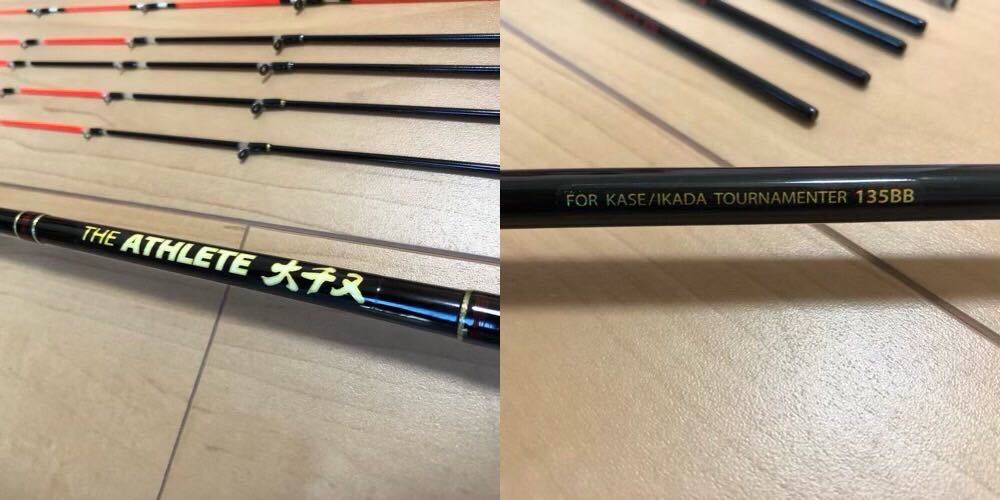 THE ATHLETE 大チヌ
FOR KASE/IKADA TOURNAMENTER 135BB